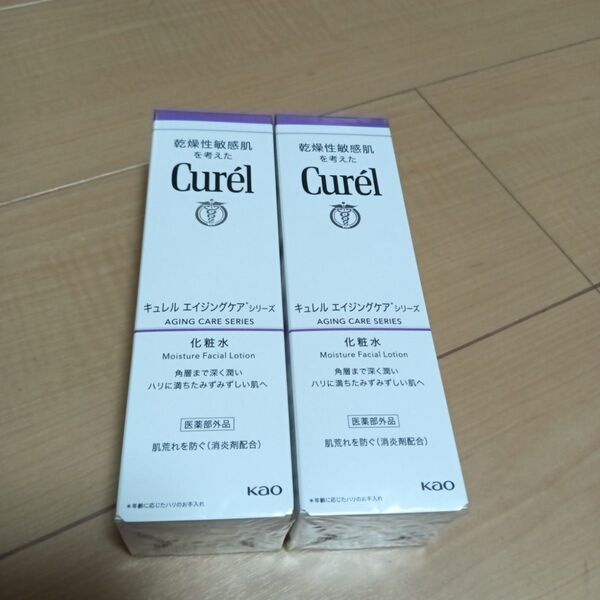 乾燥性敏感肌
を考えた
Curél
キュレル エイジングケア*シリーズ
AGING CARE SERIES
化粧水
Moisture Facial Lotion
角層まで深く潤い
ハリに満ちたみずみずしい肌へ
医薬部外品
肌荒れを防ぐ(消炎剤配合)
Kao
*年齢に応じたハリのお手入れ
乾燥性敏感肌
を考えた
Curél
キュレル エイジングケア*シリーズ
AGING CARE SERIES
化粧水
Moisture Facial Lotion
角層まで深く潤い
ハリに満ちたみずみずしい肌へ
医薬部外品
肌荒れを防ぐ(消炎剤配合)
Kao
*年齢に応じたハリのお手入れ